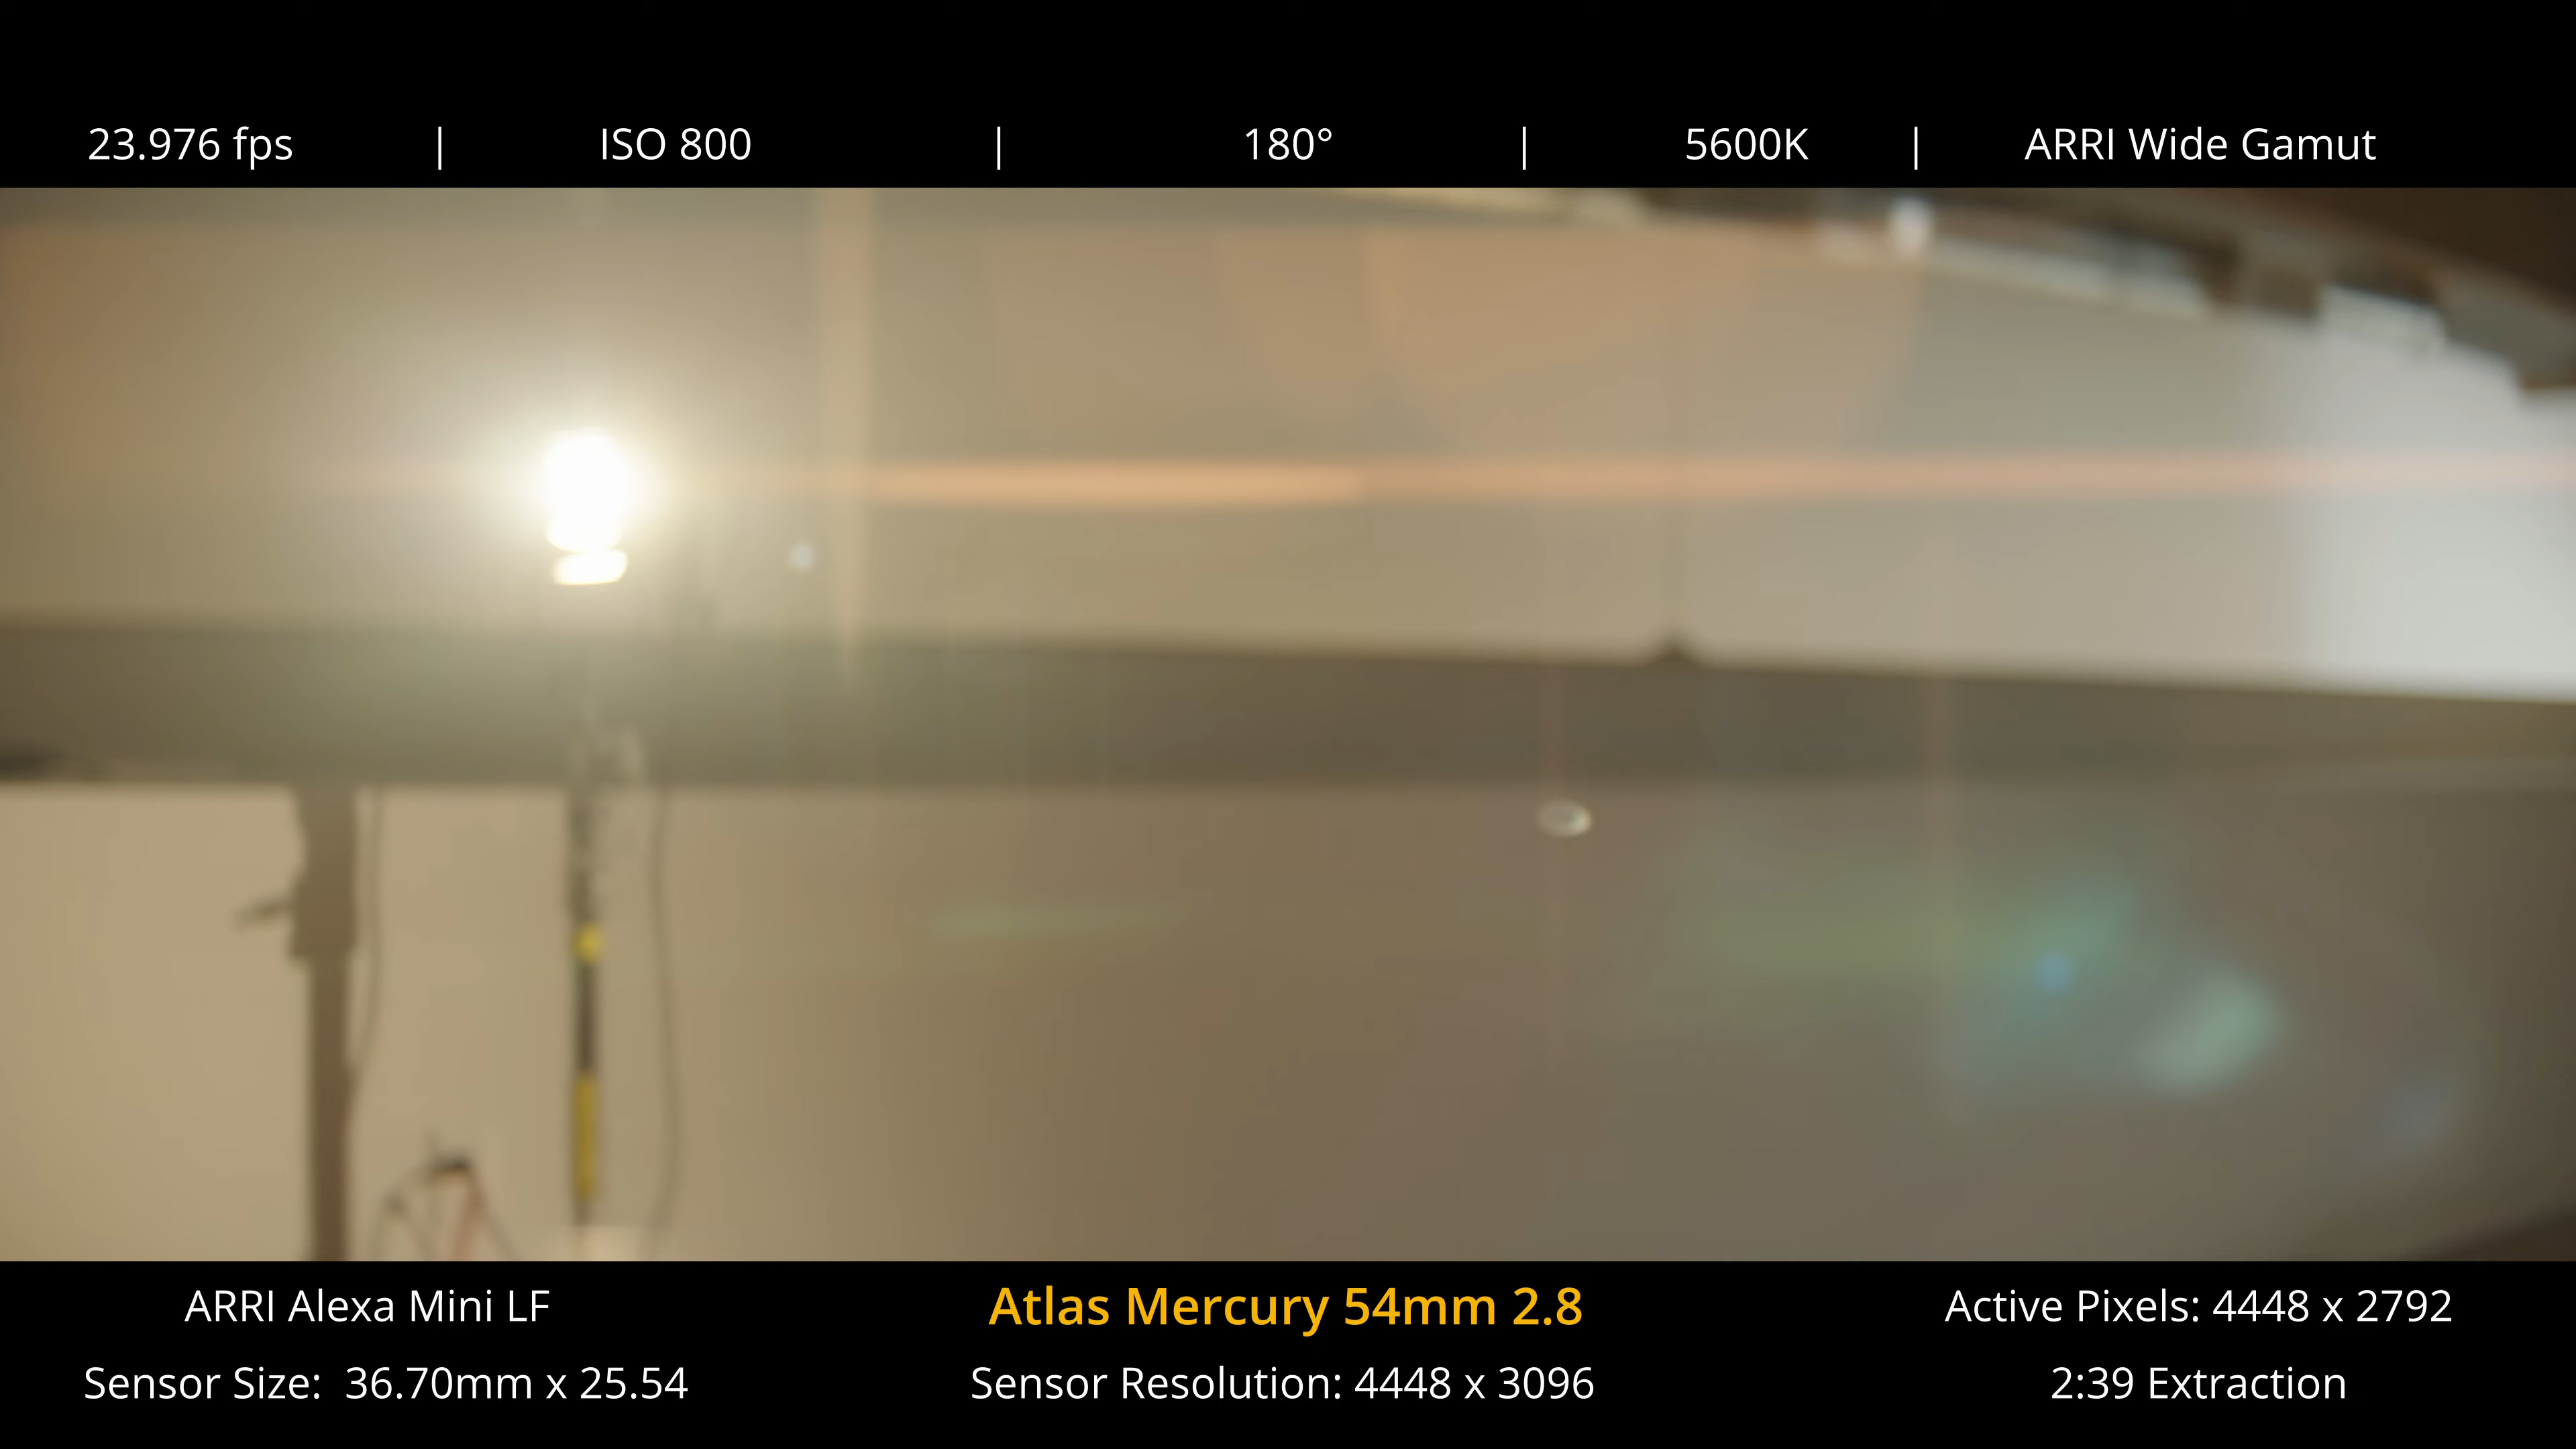 23.976 fps | ISO 800 | 180° | 5600K | ARRI Wide Gamut
ARRI Alexa Mini LF
Atlas Mercury 54mm 2.8
Active Pixels: 4448 x 2792
Sensor Size: 36.70mm x 25.54
Sensor Resolution: 4448 x 3096
2:39 Extraction